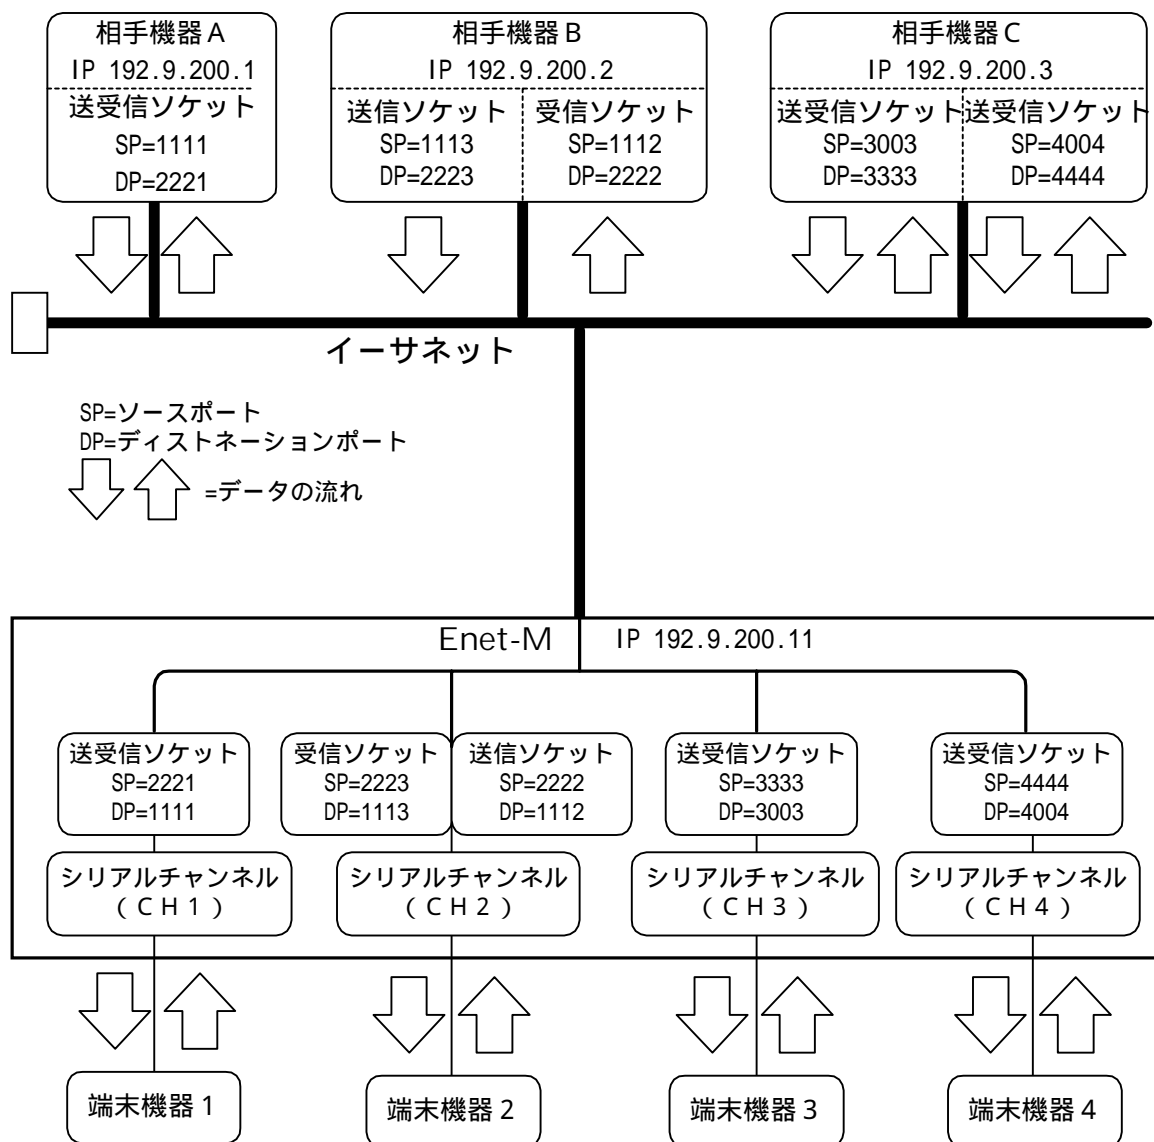 相手機器A
IP 192.9.200.1
送受信ソケット
SP=1111
DP=2221
相手機器B
IP 192.9.200.2
送信ソケット
SP=1113
DP=2223
受信ソケット
SP=1112
DP=2222
相手機器C
IP 192.9.200.3
送受信ソケット
SP=3003
DP=3333
送受信ソケット
SP=4004
DP=4444
イーサネット
SP=ソースポート
DP=ディストネーションポート
=データの流れ
Enet-M IP 192.9.200.11
送受信ソケット
SP=2221
DP=1111
受信ソケット
SP=2223
DP=1113
送信ソケット
SP=2222
DP=1112
送受信ソケット
SP=3333
DP=3003
送受信ソケット
SP=4444
DP=4004
シリアルチャンネル
(CH1)
シリアルチャンネル
(CH2)
シリアルチャンネル
(CH3)
シリアルチャンネル
(CH4)
端末機器1
端末機器2
端末機器3
端末機器4